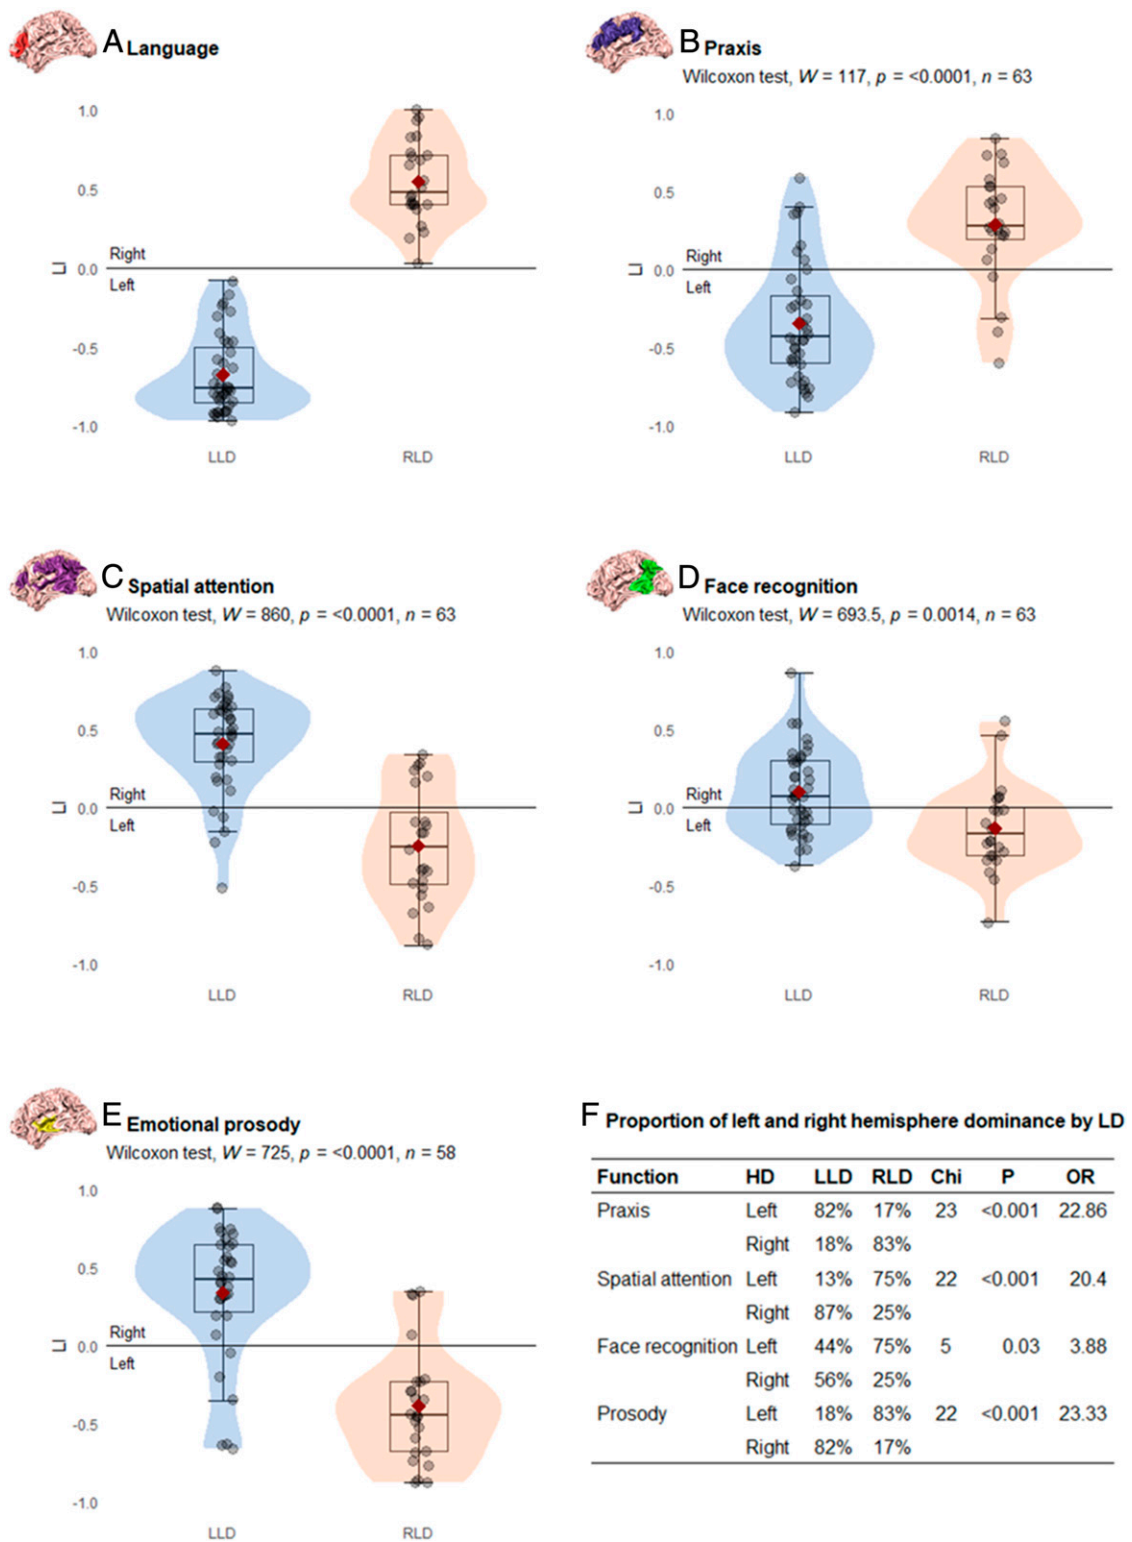 A Language
1.0
0.5
Right
0.0
LI
Left
-0.5
-1.0
LLD RLD
B Praxis
Wilcoxon test, W = 117, p = <0.0001, n = 63
1.0
0.5
Right
0.0
LI
Left
-0.5
-1.0
LLD RLD
C Spatial attention
Wilcoxon test, W = 860, p = <0.0001, n = 63
1.0
0.5
Right
0.0
LI
Left
-0.5
-1.0
LLD RLD
D Face recognition
Wilcoxon test, W = 693.5, p = 0.0014, n = 63
1.0
0.5
Right
0.0
LI
Left
-0.5
-1.0
LLD RLD
E Emotional prosody
Wilcoxon test, W = 725, p = <0.0001, n = 58
1.0
0.5
Right
0.0
LI
Left
-0.5
-1.0
LLD RLD
F Proportion of left and right hemisphere dominance by LD
Function HD LLD RLD Chi P OR
Praxis Left 82% 17% 23 <0.001 22.86
Right 18% 83%
Spatial attention Left 13% 75% 22 <0.001 20.4
Right 87% 25%
Face recognition Left 44% 75% 5 0.03 3.88
Right 56% 25%
Prosody Left 18% 83% 22 <0.001 23.33
Right 82% 17%